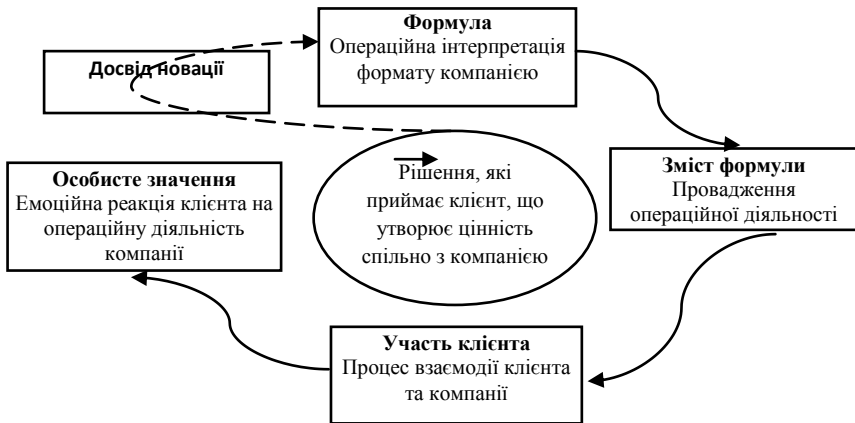 Формула
Операційна інтерпретація
формату компанією
Досвід новації
Зміст формули
Провадження
операційної діяльності
Особисте значення
Емоційна реакція клієнта на
операційну діяльність
компанії
Рішення, які
приймає клієнт, що
утворює цінність
спільно з компанією
Участь клієнта
Процес взаємодії клієнта
та компанії